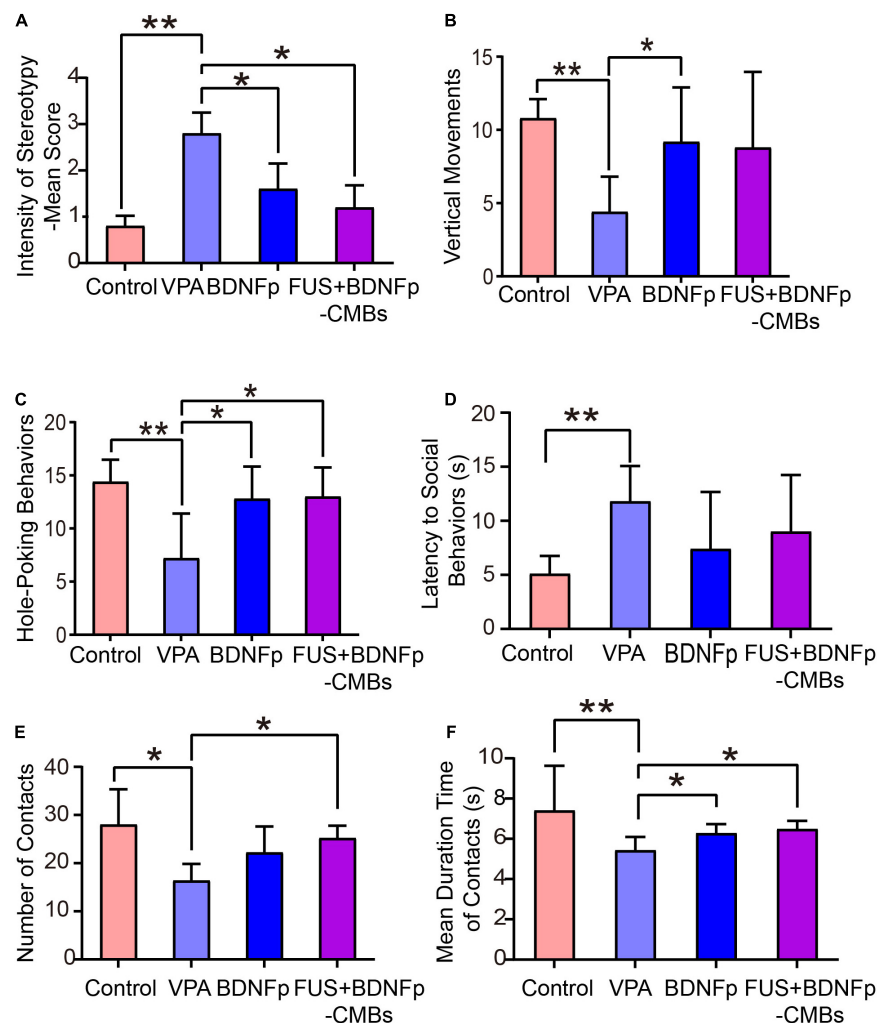 A
**
*
*
Intensity of Stereotypy
-Mean Score
4
3
2
1
0
Control VPA BDNFp FUS+BDNFp
-CMBs
B
**
*
Vertical Movements
15
10
5
0
Control VPA BDNFp FUS+BDNFp
-CMBs
C
*
*
**
Hole-Poking Behaviors
20
15
10
5
0
Control VPA BDNFp FUS+BDNFp
-CMBs
D
**
Latency to Social
Behaviors (s)
20
15
10
5
0
Control VPA BDNFp FUS+BDNFp
-CMBs
E
*
*
Number of Contacts
40
30
20
10
0
Control VPA BDNFp FUS+BDNFp
-CMBs
F
**
*
*
Mean Duration Time
of Contacts (s)
10
8
6
4
2
0
Control VPA BDNFp FUS+BDNFp
-CMBs